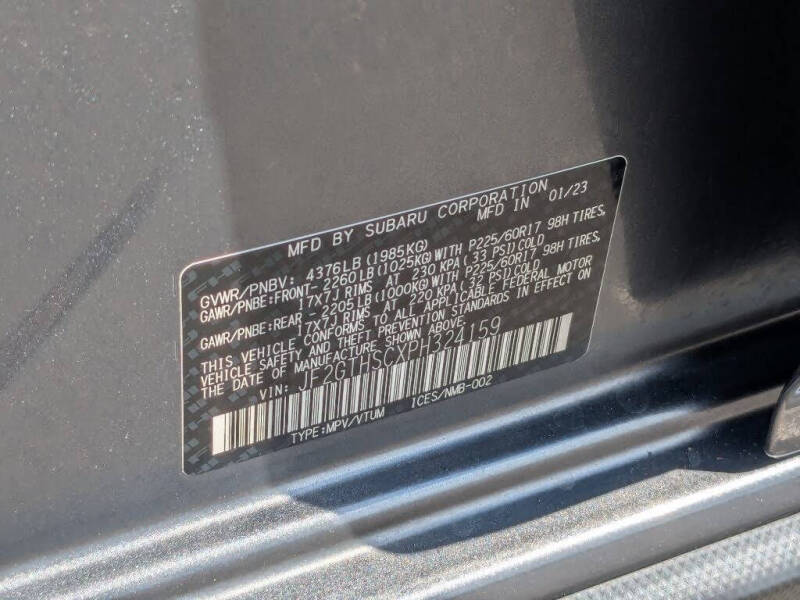 MFD BY SUBARU CORPORATION
MFD IN 01/23
GVWR/PNBV: 4376LB (1985KG)
GAWR/PNBE:FRONT- 2260LB(1025KG)WITH P225/60R17 98H TIRES,
17X7J RIMS AT 230 KPA (33 PSI)COLD
GAWR/PNBE:REAR - 2205LB(1000KG)WITH P225/60R17 98H TIRES,
17X7J RIMS AT 220 KPA (33 PSI)COLD
THIS VEHICLE CONFORMS TO ALL APPLICABLE FEDERAL MOTOR
VEHICLE SAFETY AND THEFT PREVENTION STANDARDS IN EFFECT ON
THE DATE OF MANUFACTURE SHOWN ABOVE.
VIN: JF2GTHSCXPH324159
TYPE:MPV/VTUM ICES/NMB-002